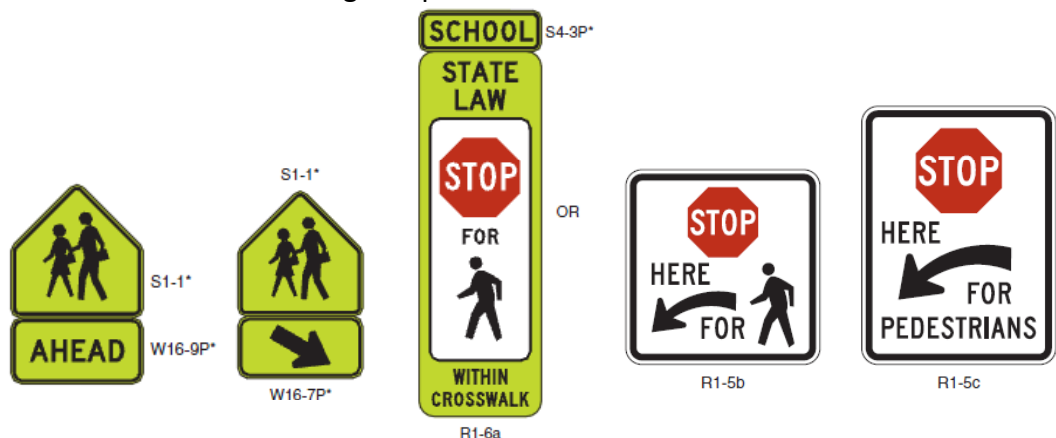 S1-1*
AHEAD
W16-9P*
S1-1*
W16-7P*
SCHOOL
S4-3P*
STATE
LAW
STOP
FOR
WITHIN
CROSSWALK
R1-6a
OR
STOP
HERE
FOR
R1-5b
STOP
HERE
FOR
PEDESTRIANS
R1-5c